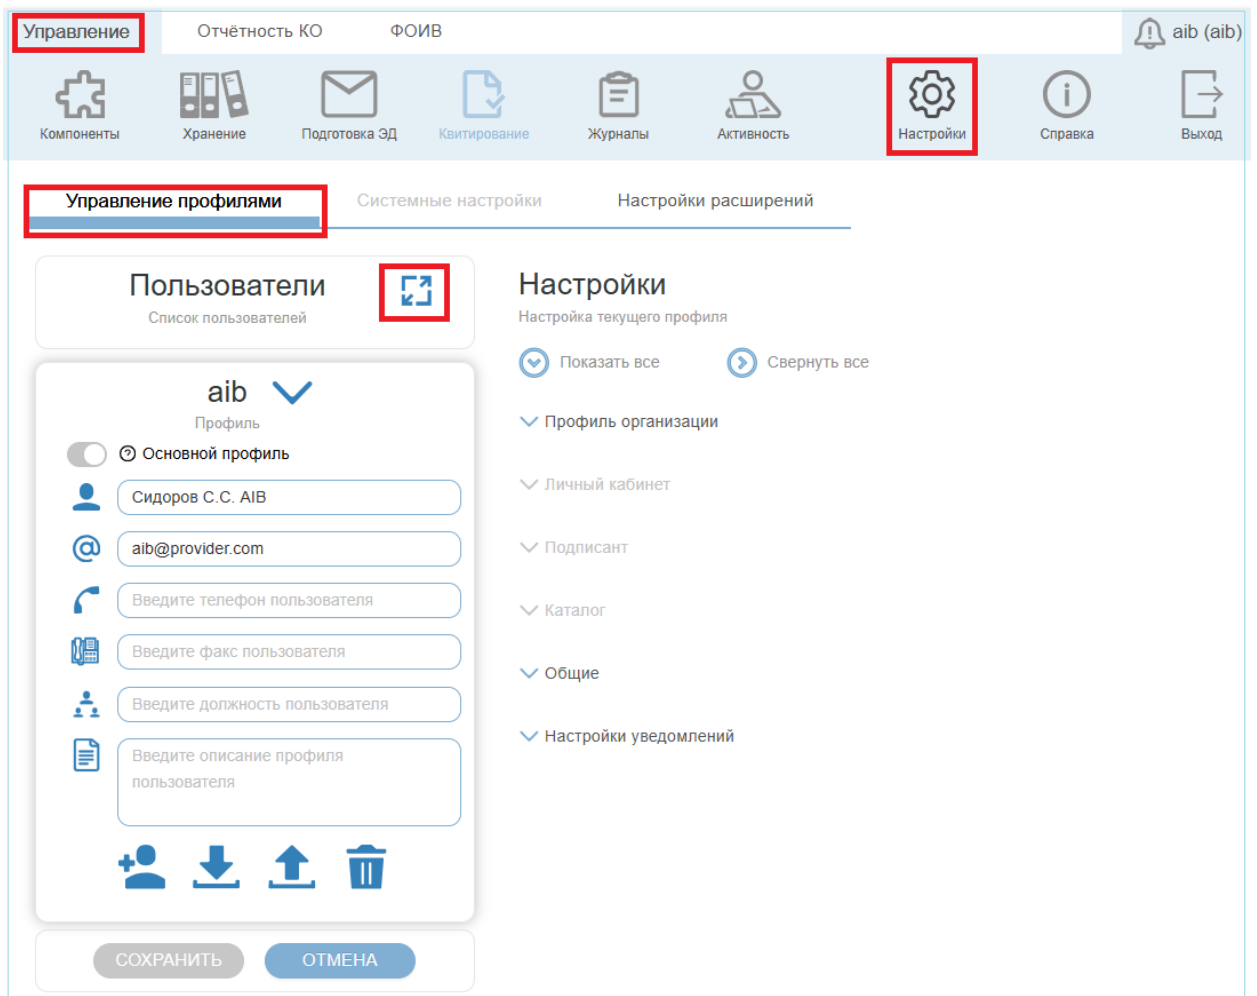 Управление Отчётность КО ФОИВ aib (aib)
Компоненты Хранение Подготовка ЭД Квитирование Журналы Активность Настройки Справка Выход
Управление профилями Системные настройки Настройки расширений
Пользователи
Список пользователей
aib
Профиль
Основной профиль
Сидоров С.С. AIB
aib@provider.com
Введите телефон пользователя
Введите факс пользователя
Введите должность пользователя
Введите описание профиля
пользователя
СОХРАНИТЬ ОТМЕНА
Настройки
Настройка текущего профиля
Показать все Свернуть все
Профиль организации
Личный кабинет
Подписант
Каталог
Общие
Настройки уведомлений